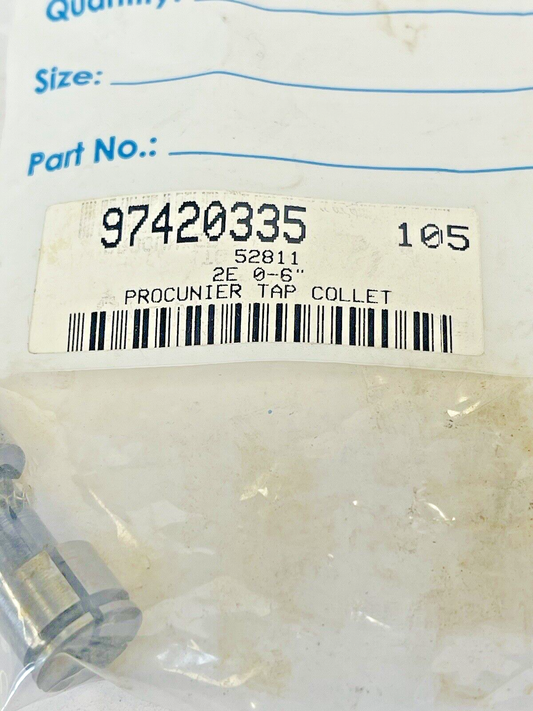 Quantity:
Size:
Part No.:
97420335 105
52811
2E 0-6"
PROCUNIER TAP COLLET